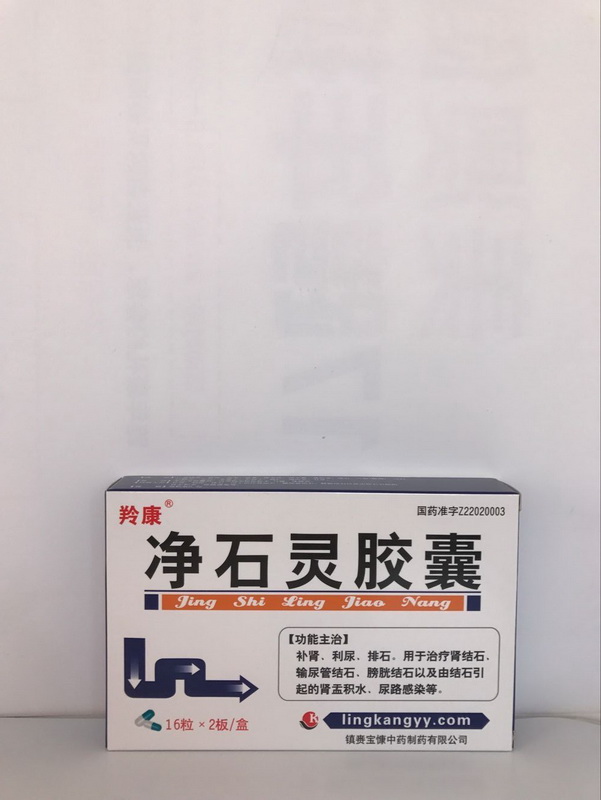 羚康®
国药准字Z22020003
净石灵胶囊
Jing Shi Ling Jiao Nang
【功能主治】
补肾、利尿、排石。用于治疗肾结石、
输尿管结石、膀胱结石以及由结石引
起的肾盂积水、尿路感染等。
16粒×2板/盒
lingkangyy.com
镇赉宝慷中药制药有限公司